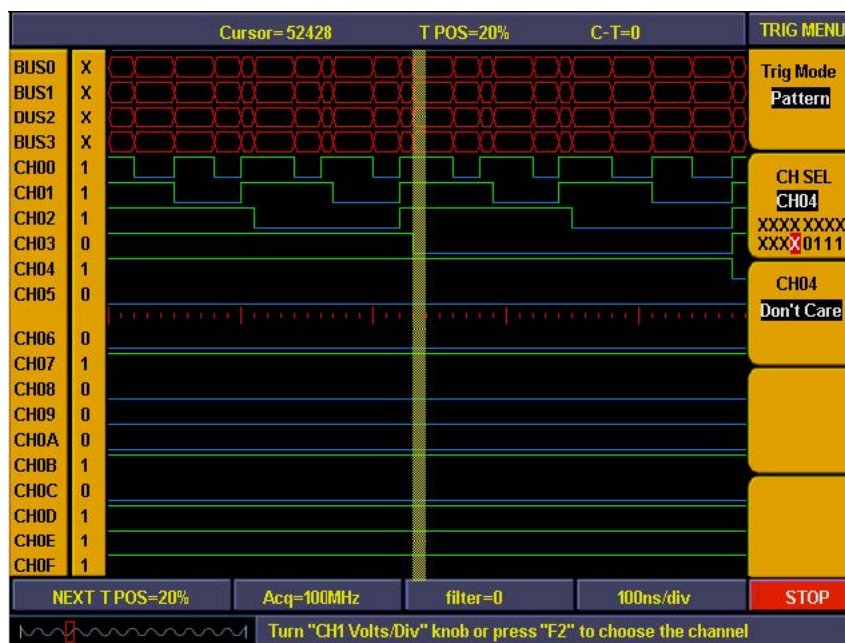 Cursor=52428 T POS=20% C-T=0 TRIG MENU
BUS0 X
BUS1 X
DUS2 X
BUS3 X
CH00 1
CH01 1
CH02 1
CH03 0
CH04 1
CH05 0
CH06 0
CH07 1
CH08 0
CH09 0
CH0A 0
CH0B 1
CH0C 0
CH0D 1
CH0E 1
CH0F 1
Trig Mode
Pattern
CH SEL
CH04
XXXX XXXX
XXXX 0111
CH04
Don't Care
NEXT T POS=20% Acq=100MHz filter=0 100ns/div STOP
Turn "CH1 Volts/Div" knob or press "F2" to choose the channel